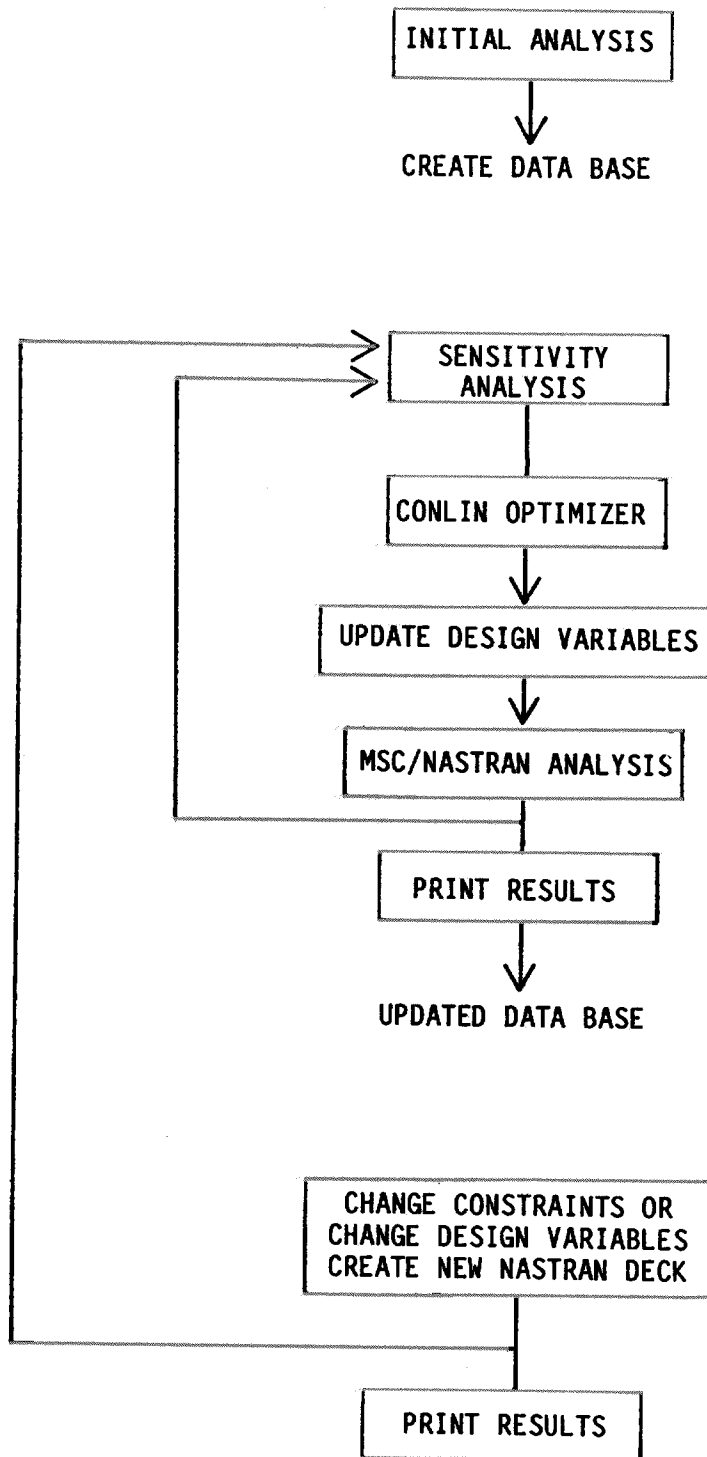 INITIAL ANALYSIS
CREATE DATA BASE
SENSITIVITY
ANALYSIS
CONLIN OPTIMIZER
UPDATE DESIGN VARIABLES
MSC/NASTRAN ANALYSIS
PRINT RESULTS
UPDATED DATA BASE
CHANGE CONSTRAINTS OR
CHANGE DESIGN VARIABLES
CREATE NEW NASTRAN DECK
PRINT RESULTS